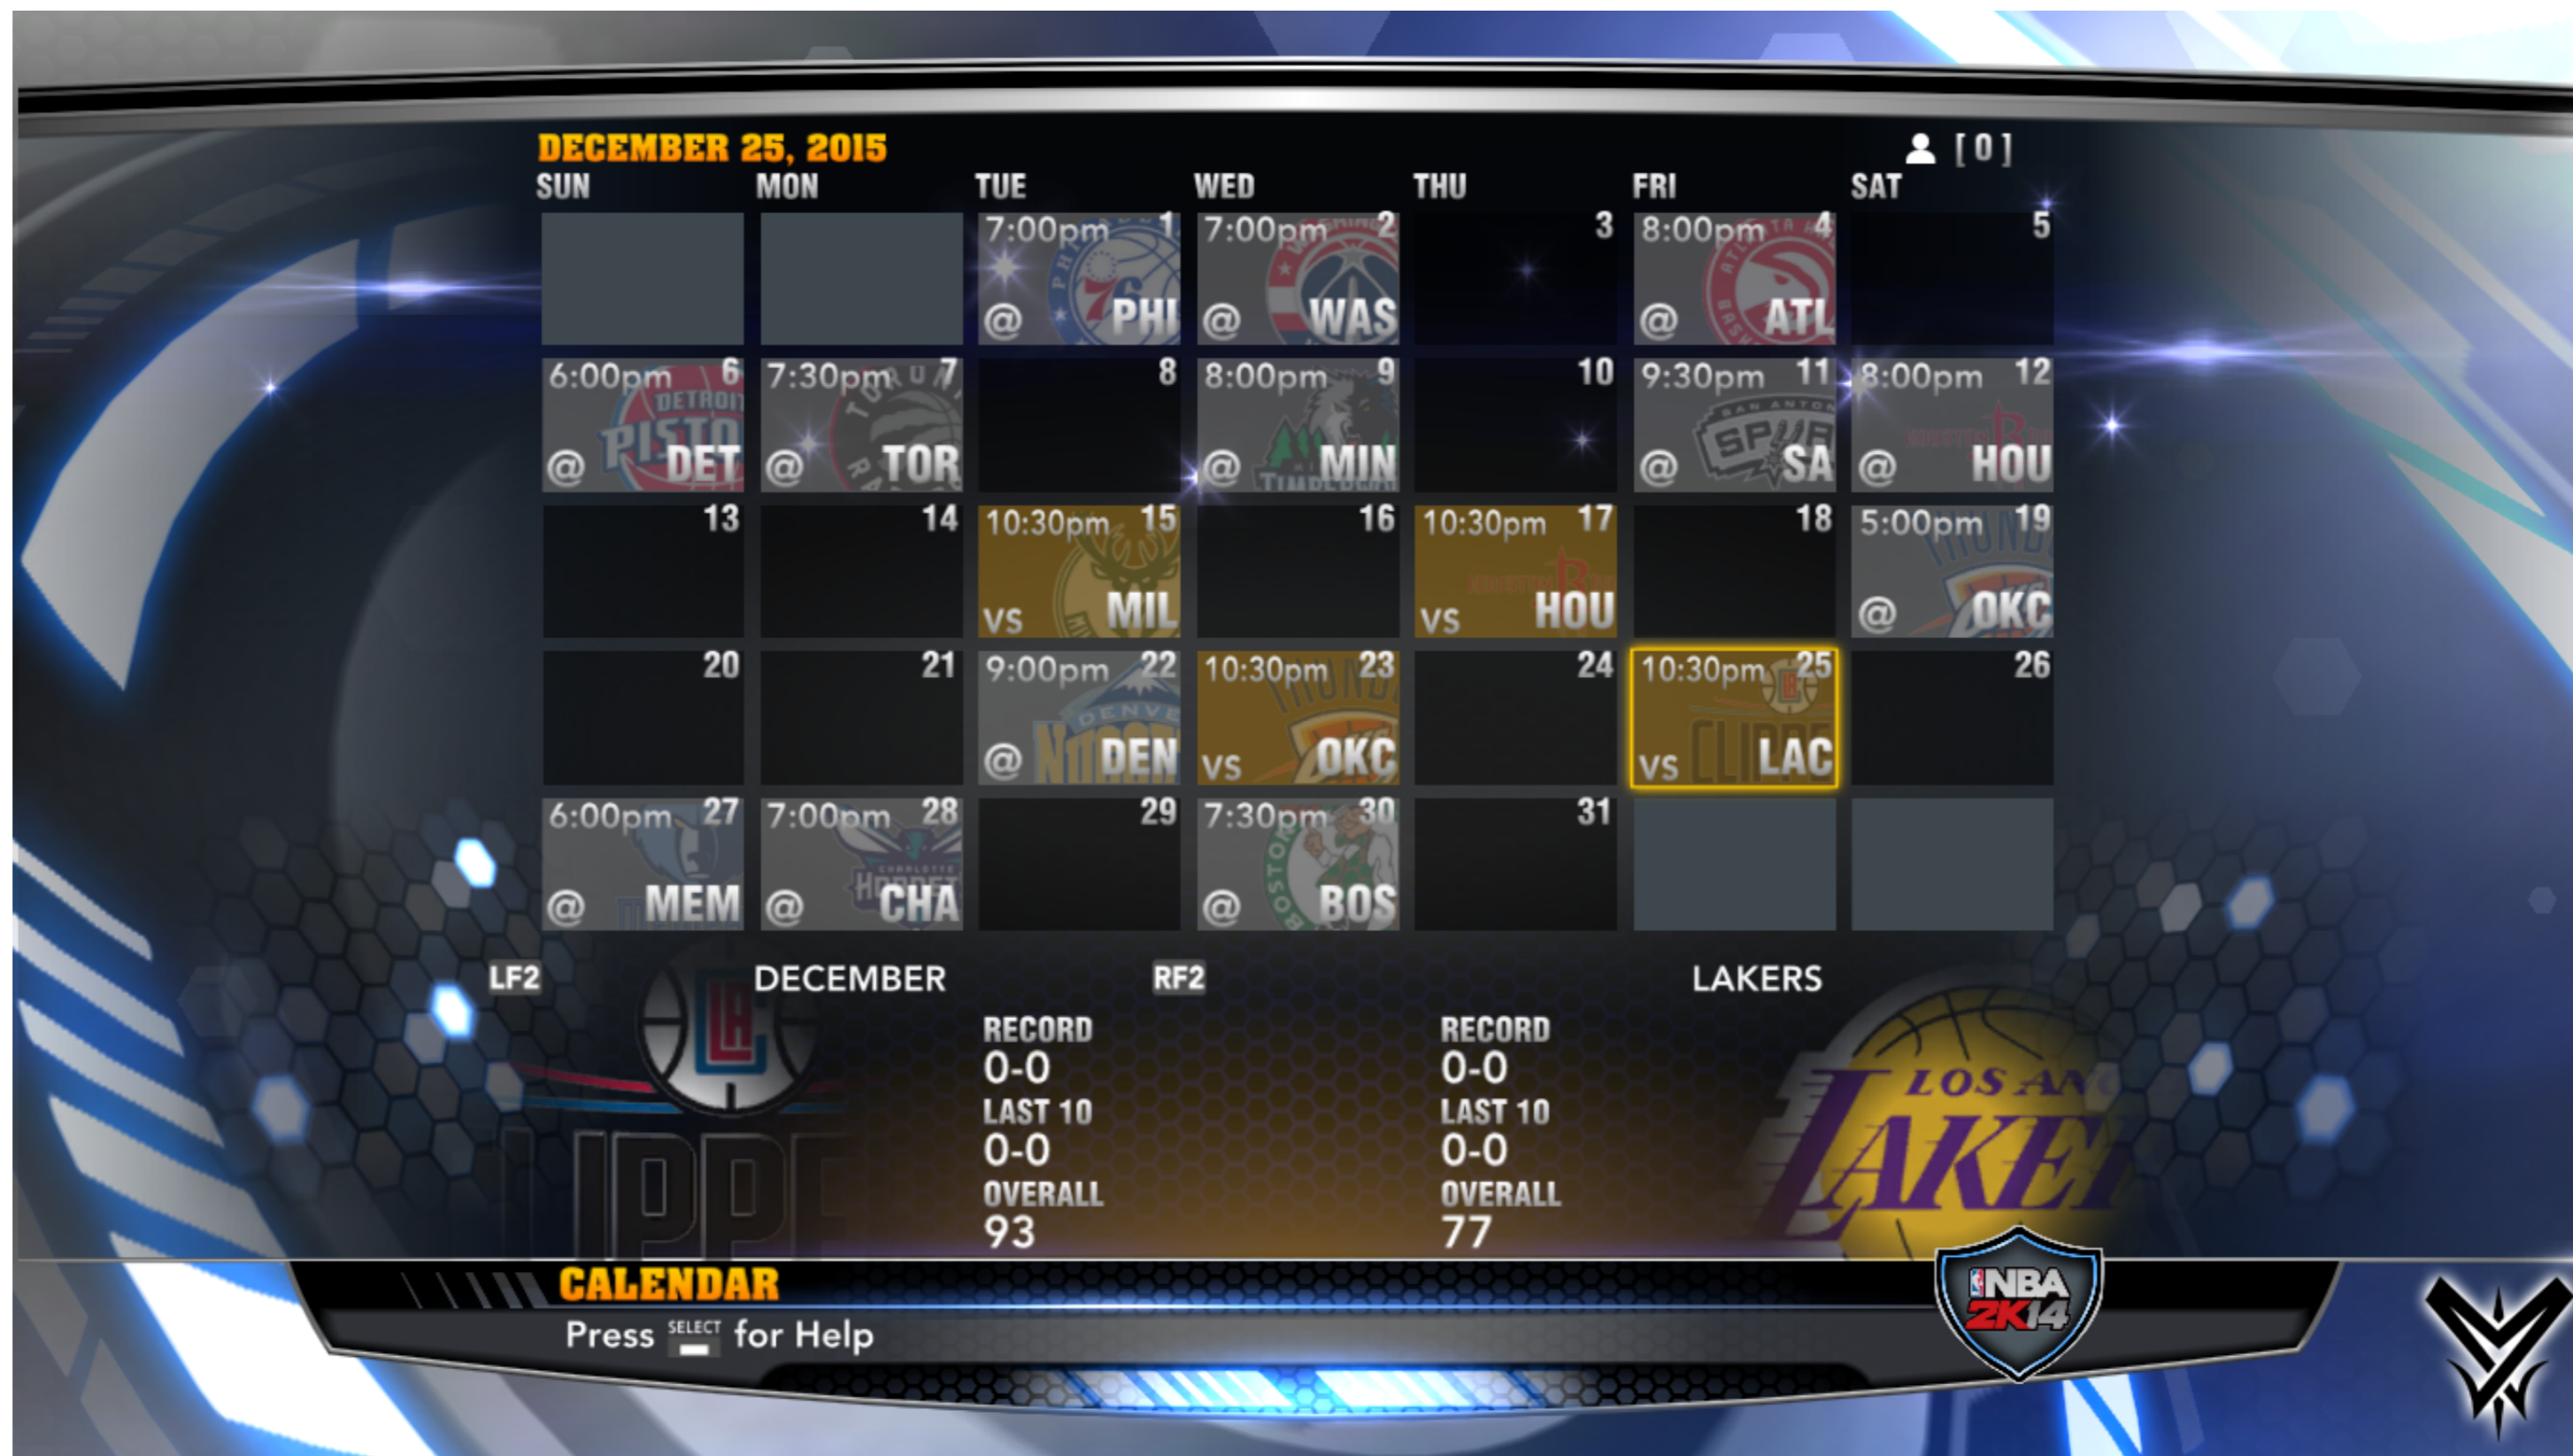 DECEMBER 25, 2015
[ 0 ]
SUN MON TUE WED THU FRI SAT
7:00pm 1 7:00pm 2 3 8:00pm 4 5
@ PHI @ WAS @ ATL
6:00pm 6 7:30pm 7 8 8:00pm 9 10 9:30pm 11 8:00pm 12
@ DET @ TOR @ MIN @ SA @ HOU
13 14 10:30pm 15 16 10:30pm 17 18 5:00pm 19
VS MIL VS HOU @ OKC
20 21 9:00pm 22 10:30pm 23 24 10:30pm 25 26
@ DEN VS OKC VS LAC
6:00pm 27 7:00pm 28 29 7:30pm 30 31
@ MEM @ CHA @ BOS
LF2 DECEMBER RF2 LAKERS
RECORD RECORD
0-0 0-0
LAST 10 LAST 10
0-0 0-0
OVERALL OVERALL
93 77
CALENDAR
Press SELECT for Help
NBA
2K14